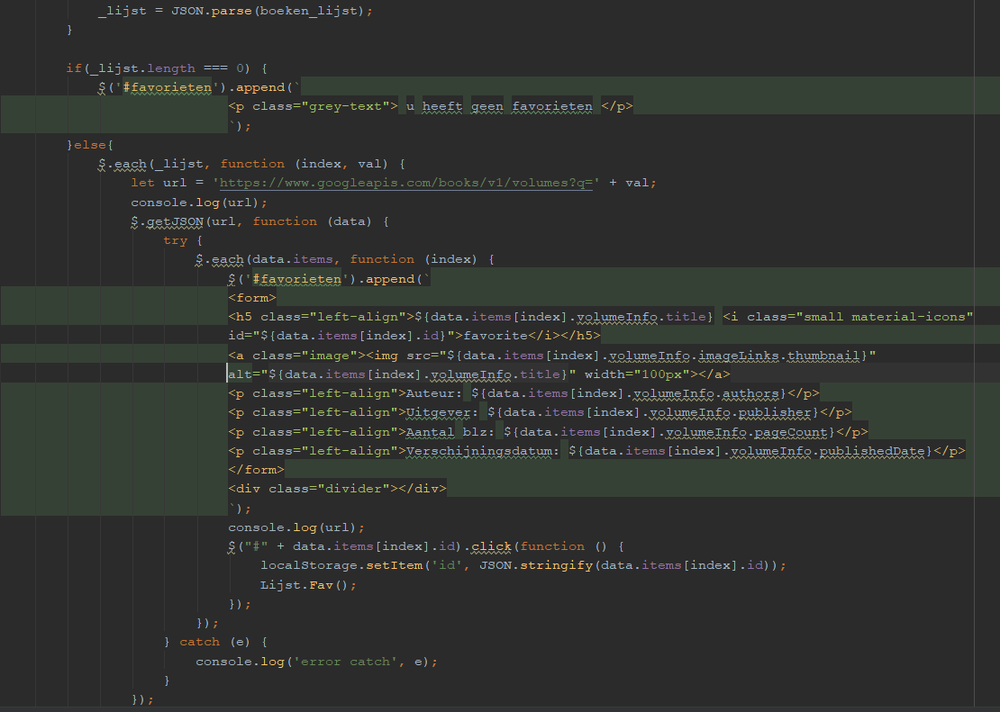 _lijst = JSON.parse(boeken_lijst);
}
if(_lijst.length === 0) {
$('#favorieten').append(`
<p class="grey-text"> u heeft geen favorieten </p>
`);
}else{
$.each(_lijst, function (index, val) {
let url = 'https://www.googleapis.com/books/v1/volumes?q=' + val;
console.log(url);
$.getJSON(url, function (data) {
try {
$.each(data.items, function (index) {
$('#favorieten').append(`
<form>
<h5 class="left-align">${data.items[index].volumeInfo.title} <i class="small material-icons"
id="${data.items[index].id}">favorite</i></h5>
<a class="image"><img src="${data.items[index].volumeInfo.imageLinks.thumbnail}"
alt="${data.items[index].volumeInfo.title}" width="100px"></a>
<p class="left-align">Auteur: ${data.items[index].volumeInfo.authors}</p>
<p class="left-align">Uitgever: ${data.items[index].volumeInfo.publisher}</p>
<p class="left-align">Aantal blz: ${data.items[index].volumeInfo.pageCount}</p>
<p class="left-align">Verschijningsdatum: ${data.items[index].volumeInfo.publishedDate}</p>
</form>
<div class="divider"></div>
`);
console.log(url);
$("#" + data.items[index].id).click(function () {
localStorage.setItem('id', JSON.stringify(data.items[index].id));
Lijst.Fav();
});
});
} catch (e) {
console.log('error catch', e);
}
});